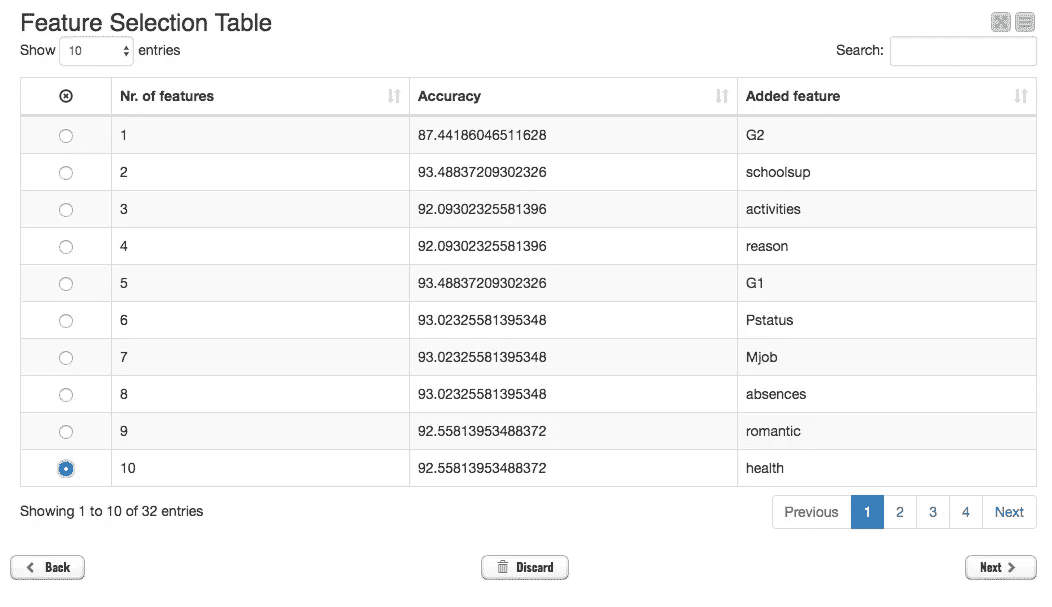 Feature Selection Table
Show 10 entries Search:
Nr. of features Accuracy Added feature
1 87.44186046511628 G2
2 93.48837209302326 schoolsup
3 92.09302325581396 activities
4 92.09302325581396 reason
5 93.48837209302326 G1
6 93.02325581395348 Pstatus
7 93.02325581395348 Mjob
8 93.02325581395348 absences
9 92.55813953488372 romantic
10 92.55813953488372 health
Showing 1 to 10 of 32 entries Previous 1 2 3 4 Next
Back Discard Next